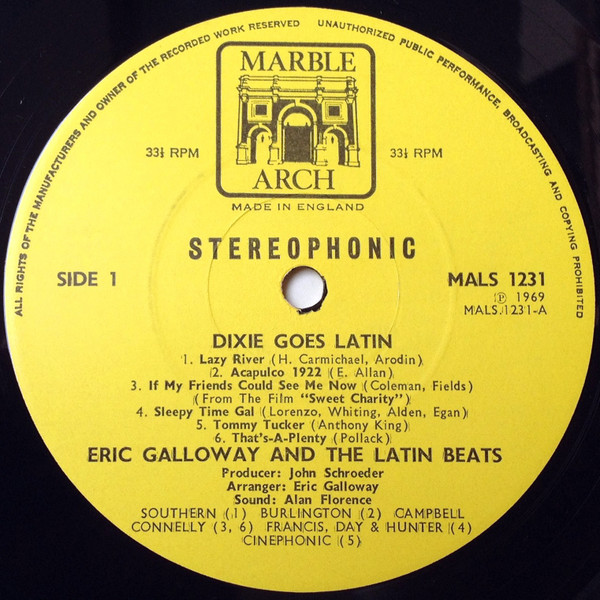 ALL RIGHTS OF THE MANUFACTURERS AND OWNER OF THE RECORDED WORK RESERVED
UNAUTHORIZED PUBLIC PERFORMANCE, BROADCASTING AND COPYING PROHIBITED
MARBLE
33⅓ RPM 33⅓ RPM
ARCH
MADE IN ENGLAND
STEREOPHONIC
SIDE 1 MALS 1231
Ⓟ 1969
MALS.1231-A
DIXIE GOES LATIN
1. Lazy River (H. Carmichael, Arodin)
2. Acapulco 1922 (E. Allan)
3. If My Friends Could See Me Now (Coleman, Fields)
(From The Film "Sweet Charity")
4. Sleepy Time Gal (Lorenzo, Whiting, Alden, Egan)
5. Tommy Tucker (Anthony King)
6. That's-A-Plenty (Pollack)
ERIC GALLOWAY AND THE LATIN BEATS
Producer: John Schroeder
Arranger: Eric Galloway
Sound: Alan Florence
SOUTHERN (1) BURLINGTON (2) CAMPBELL
CONNELLY (3, 6) FRANCIS, DAY & HUNTER (4)
CINEPHONIC (5)